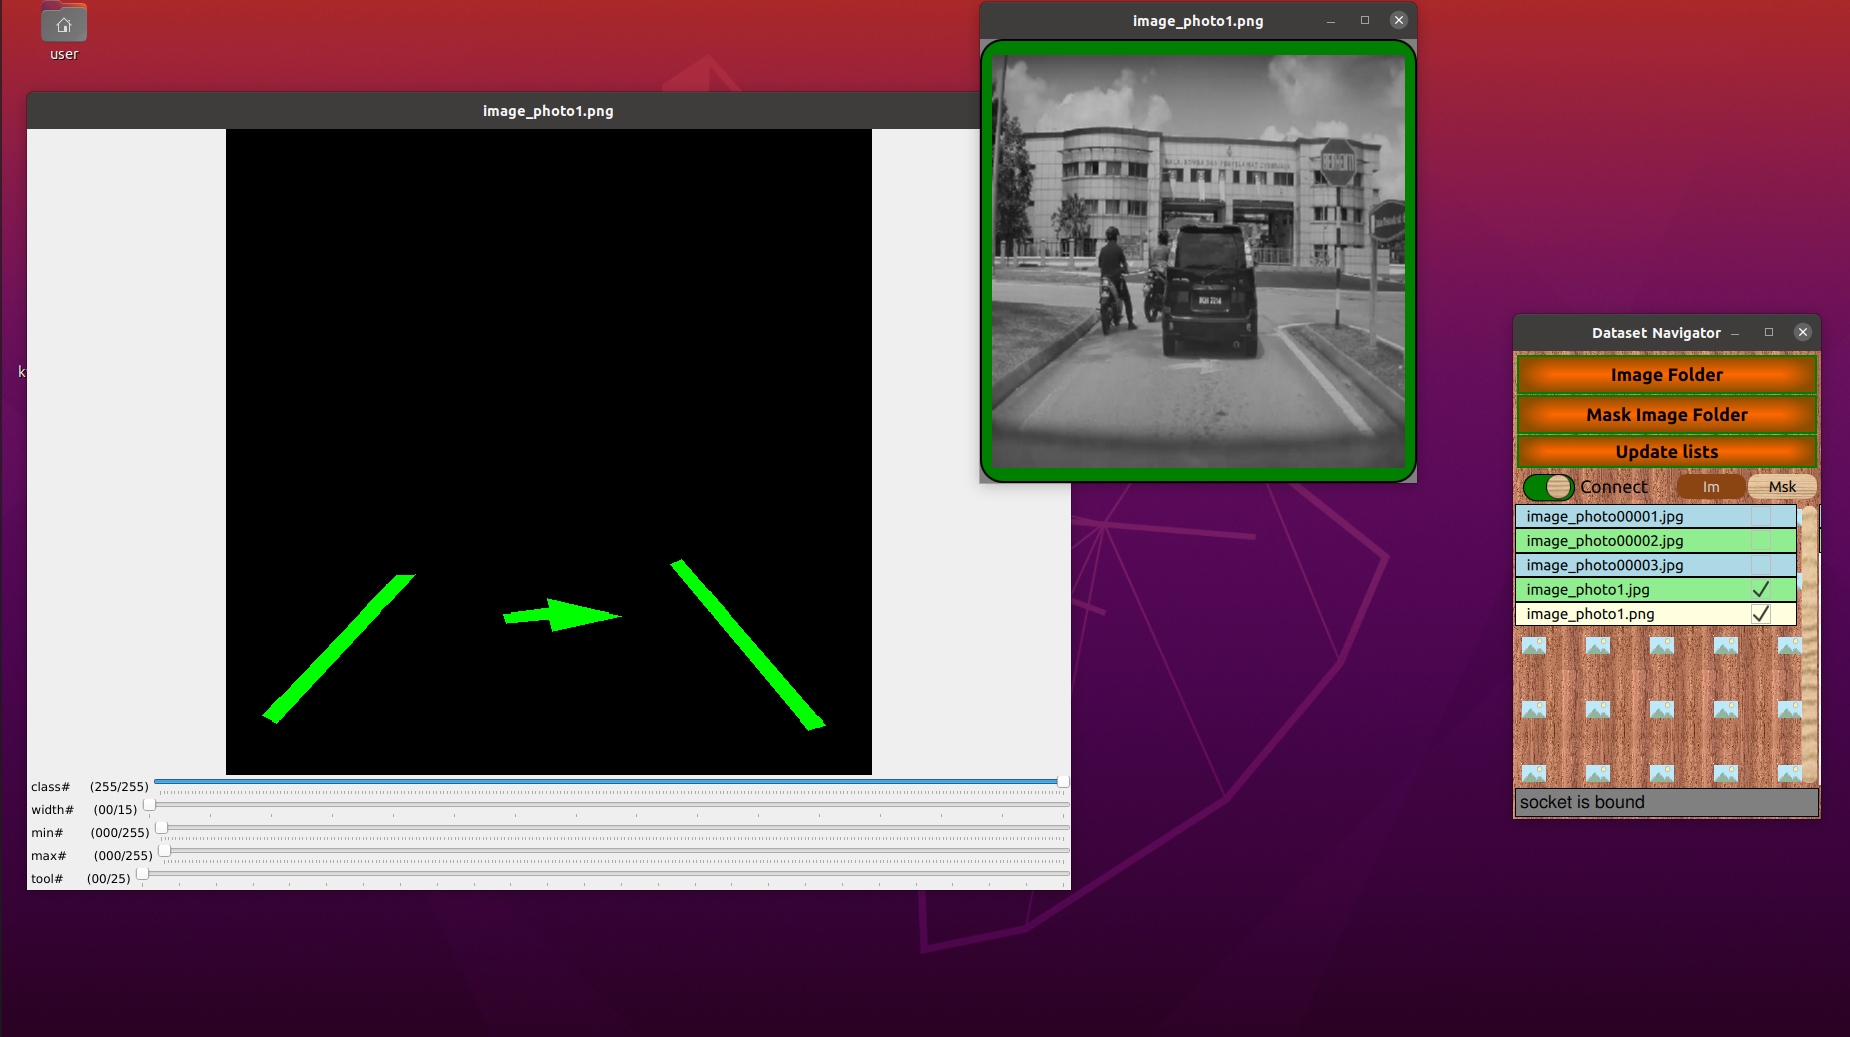 user
image_photo1.png
k
class# (255/255)
width# (00/15)
min# (000/255)
max# (000/255)
tool# (00/25)
image_photo1.png
BERHENTI
Dataset Navigator
Image Folder
Mask Image Folder
Update lists
Connect Im Msk
image_photo00001.jpg
image_photo00002.jpg
image_photo00003.jpg
image_photo1.jpg
image_photo1.png
socket is bound